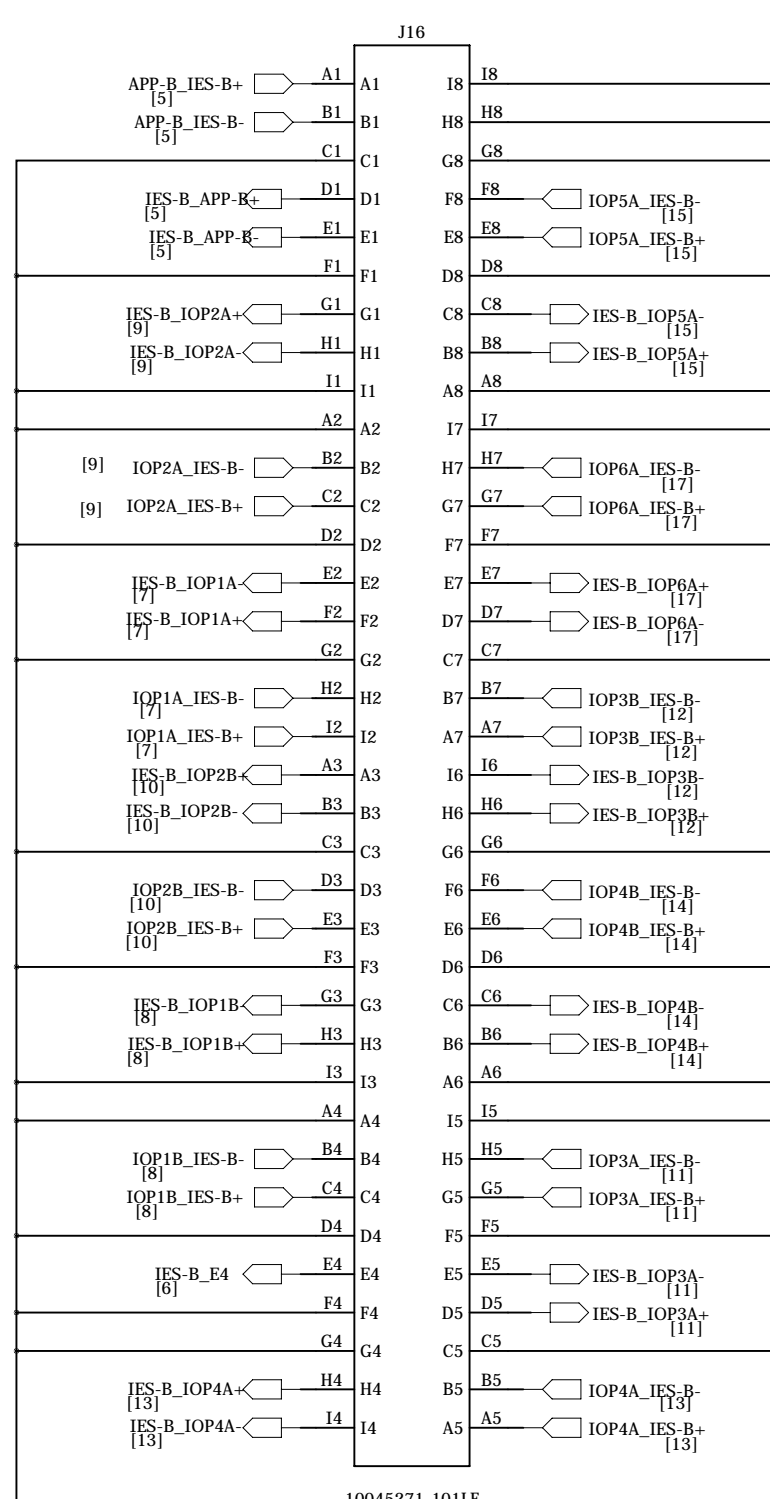 J16
APP-B_IES-B+ A1 A1 I8 I8
[5]
APP-B_IES-B- B1 B1 H8 H8
[5]
C1 C1 G8 G8
IES-B_APP-B+ D1 D1 F8 F8 IOP5A_IES-B-
[5] [15]
IES-B_APP-B- E1 E1 E8 E8 IOP5A_IES-B+
[5] [15]
F1 F1 D8 D8
IES-B_IOP2A+ G1 G1 C8 C8 IES-B_IOP5A-
[9] [15]
IES-B_IOP2A- H1 H1 B8 B8 IES-B_IOP5A+
[9] [15]
I1 I1 A8 A8
A2 A2 I7 I7
[9] IOP2A_IES-B- B2 B2 H7 H7 IOP6A_IES-B-
[17]
[9] IOP2A_IES-B+ C2 C2 G7 G7 IOP6A_IES-B+
[17]
D2 D2 F7 F7
IES-B_IOP1A- E2 E2 E7 E7 IES-B_IOP6A+
[7] [17]
IES-B_IOP1A+ F2 F2 D7 D7 IES-B_IOP6A-
[7] [17]
G2 G2 C7 C7
IOP1A_IES-B- H2 H2 B7 B7 IOP3B_IES-B-
[7] [12]
IOP1A_IES-B+ I2 I2 A7 A7 IOP3B_IES-B+
[7] [12]
IES-B_IOP2B+ A3 A3 I6 I6 IES-B_IOP3B-
[10] [12]
IES-B_IOP2B- B3 B3 H6 H6 IES-B_IOP3B+
[10] [12]
C3 C3 G6 G6
IOP2B_IES-B- D3 D3 F6 F6 IOP4B_IES-B-
[10] [14]
IOP2B_IES-B+ E3 E3 E6 E6 IOP4B_IES-B+
[10] [14]
F3 F3 D6 D6
IES-B_IOP1B- G3 G3 C6 C6 IES-B_IOP4B-
[8] [14]
IES-B_IOP1B+ H3 H3 B6 B6 IES-B_IOP4B+
[8] [14]
I3 I3 A6 A6
A4 A4 I5 I5
IOP1B_IES-B- B4 B4 H5 H5 IOP3A_IES-B-
[8] [11]
IOP1B_IES-B+ C4 C4 G5 G5 IOP3A_IES-B+
[8] [11]
D4 D4 F5 F5
IES-B_E4 E4 E4 E5 E5 IES-B_IOP3A-
[6] [11]
F4 F4 D5 D5 IES-B_IOP3A+
[11]
G4 G4 C5 C5
IES-B_IOP4A+ H4 H4 B5 B5 IOP4A_IES-B-
[13] [13]
IES-B_IOP4A- I4 I4 A5 A5 IOP4A_IES-B+
[13] [13]
10045271-101LF